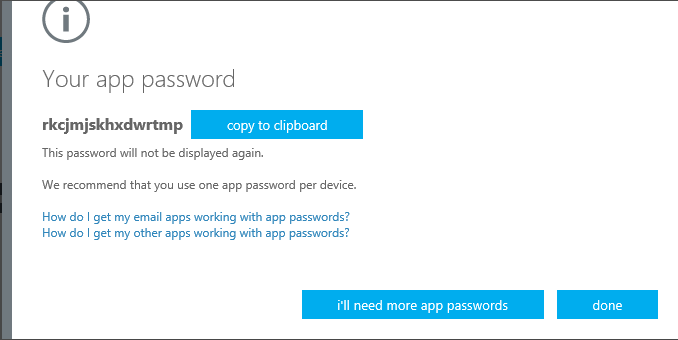 Your app password
rkcjmjskhxdwrtmp
copy to clipboard
This password will not be displayed again.
We recommend that you use one app password per device.
How do I get my email apps working with app passwords?
How do I get my other apps working with app passwords?
i'll need more app passwords
done